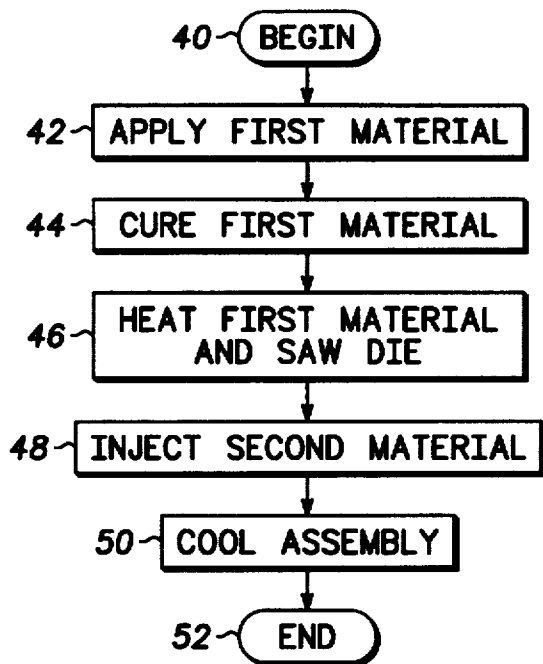 40 BEGIN
42 APPLY FIRST MATERIAL
44 CURE FIRST MATERIAL
46 HEAT FIRST MATERIAL
AND SAW DIE
48 INJECT SECOND MATERIAL
50 COOL ASSEMBLY
52 END